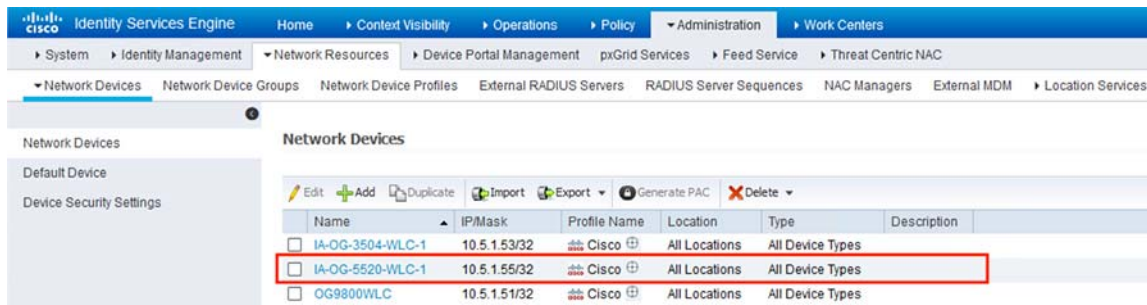 CISCO Identity Services Engine Home Context Visibility Operations Policy Administration Work Centers
System Identity Management Network Resources Device Portal Management pxGrid Services Feed Service Threat Centric NAC
Network Devices Network Device Groups Network Device Profiles External RADIUS Servers RADIUS Server Sequences NAC Managers External MDM Location Services
Network Devices
Default Device
Device Security Settings
Network Devices
Edit Add Duplicate Import Export Generate PAC Delete
Name IP/Mask Profile Name Location Type Description
IA-OG-3504-WLC-1 10.5.1.53/32 Cisco All Locations All Device Types
IA-OG-5520-WLC-1 10.5.1.55/32 Cisco All Locations All Device Types
OG9800WLC 10.5.1.51/32 Cisco All Locations All Device Types